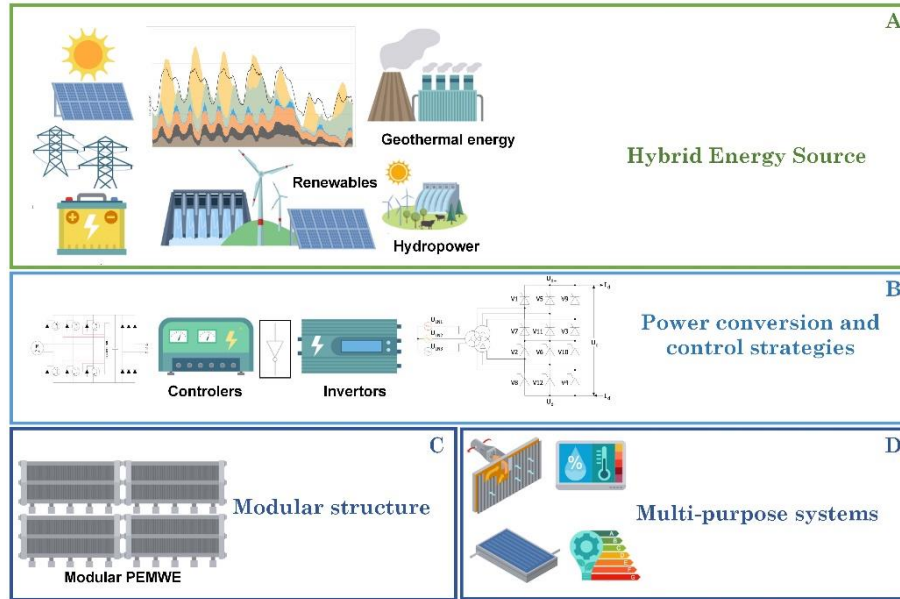 A
Geothermal energy
Hybrid Energy Source
Renewables
Hydropower
B
Power conversion and
control strategies
Controlers
Invertors
V1 V5 V9
V7 V11 V3
V2 V6 V10
V8 V12 V4
C
Modular structure
Modular PEMWE
D
Multi-purpose systems
%
A
B
C
D
E
F
G